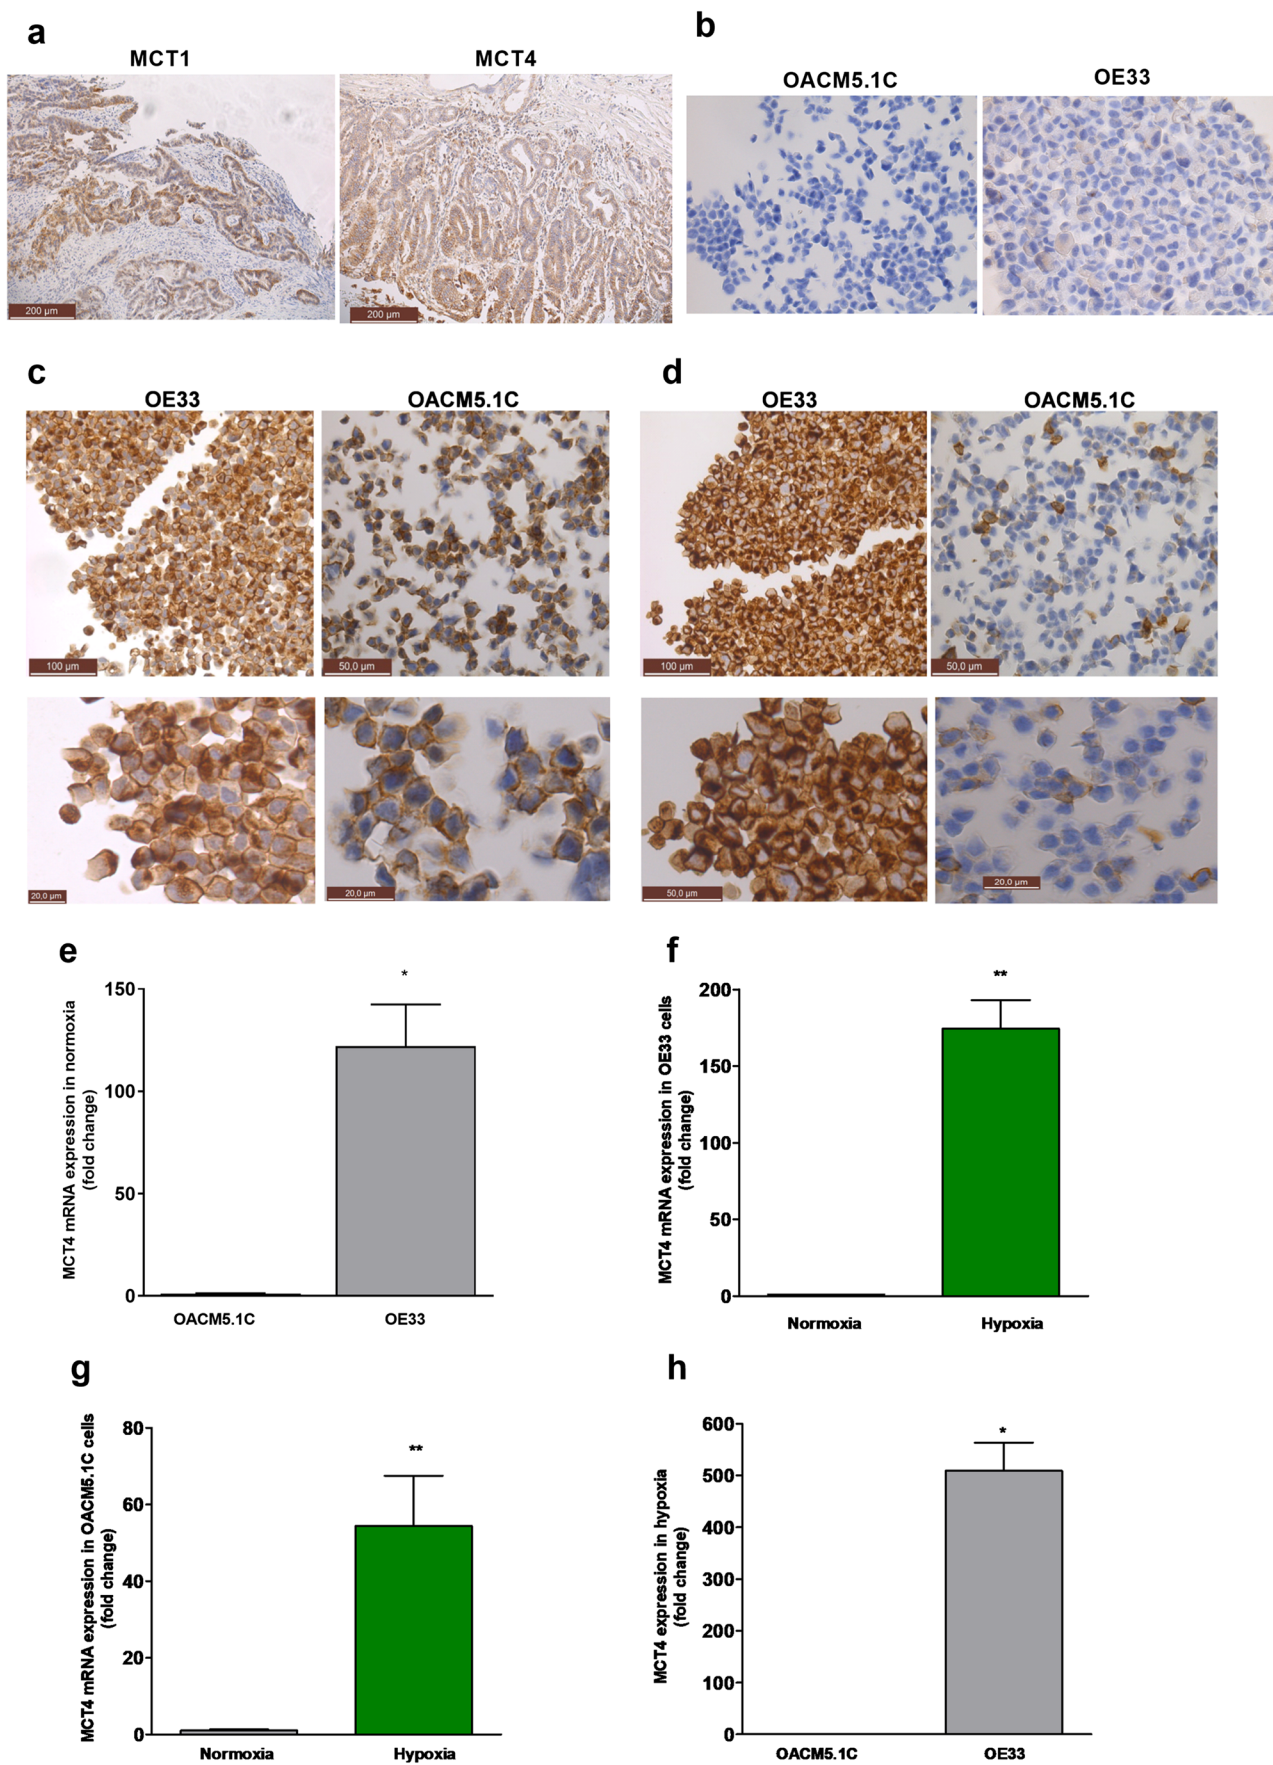 a
MCT1
MCT4
200 µm
200 µm
b
OACM5.1C
OE33
c
OE33
OACM5.1C
100 µm
50,0 µm
20,0 µm
20,0 µm
d
OE33
OACM5.1C
100 µm
50,0 µm
50,0 µm
20,0 µm
e
MCT4 mRNA expression in normoxia
(fold change)
150
100
50
0
*
OACM5.1C
OE33
f
MCT4 mRNA expression in OE33 cells
(fold change)
200
150
100
50
0
**
Normoxia
Hypoxia
g
MCT4 mRNA expression in OACM5.1C cells
(fold change)
80
60
40
20
0
**
Normoxia
Hypoxia
h
MCT4 mRNA expression in hypoxia
(fold change)
600
500
400
300
200
100
0
*
OACM5.1C
OE33